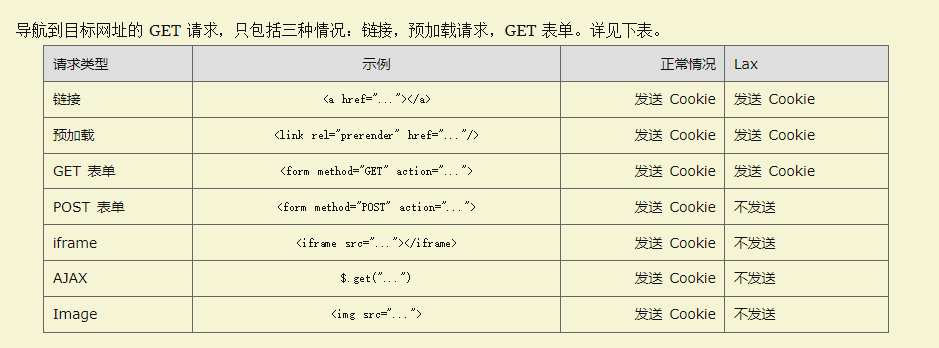 导航到目标网址的 GET 请求，只包括三种情况：链接，预加载请求，GET 表单。详见下表。
请求类型 示例 正常情况 Lax
链接 <a href="..."></a> 发送 Cookie 发送 Cookie
预加载 <link rel="prerender" href="..."/> 发送 Cookie 发送 Cookie
GET 表单 <form method="GET" action="..."> 发送 Cookie 发送 Cookie
POST 表单 <form method="POST" action="..."> 发送 Cookie 不发送
iframe <iframe src="..."></iframe> 发送 Cookie 不发送
AJAX $.get("...") 发送 Cookie 不发送
Image <img src="..."> 发送 Cookie 不发送